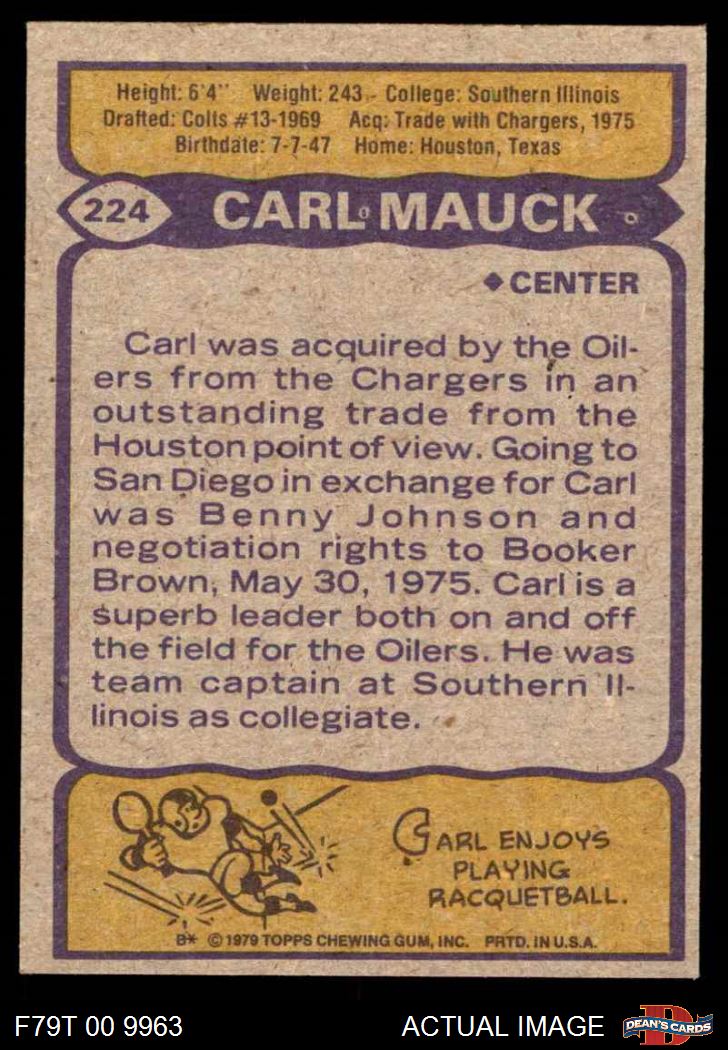 Height: 6'4" Weight: 243 - College: Southern Illinois
Drafted: Colts #13-1969 Acq: Trade with Chargers, 1975
Birthdate: 7-7-47 Home: Houston, Texas
224 CARL MAUCK
◆ CENTER
Carl was acquired by the Oil-
ers from the Chargers in an
outstanding trade from the
Houston point of view. Going to
San Diego in exchange for Carl
was Benny Johnson and
negotiation rights to Booker
Brown, May 30, 1975. Carl is a
superb leader both on and off
the field for the Oilers. He was
team captain at Southern Il-
linois as collegiate.
CARL ENJOYS
PLAYING
RACQUETBALL.
B* © 1979 TOPPS CHEWING GUM, INC. PRTD. IN U.S.A.
F79T 00 9963 ACTUAL IMAGE D DEAN'S CARDS